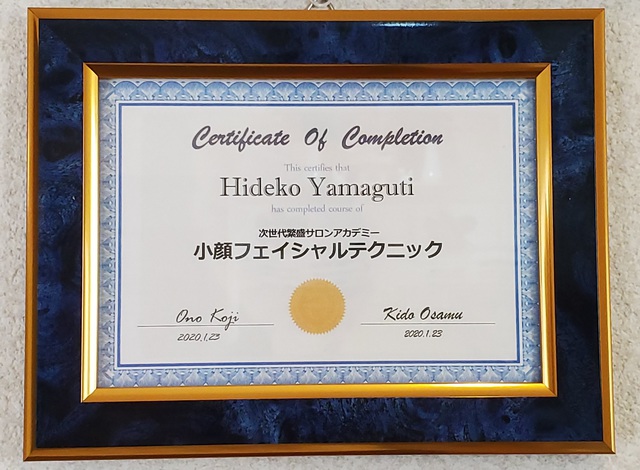 Certificate Of Completion
This certifies that
Hideko Yamaguti
has completed course of
次世代繁盛サロンアカデミー
小顔フェイシャルテクニック
Ono Koji
Kido Osamu
2020.1.23
2020.1.23